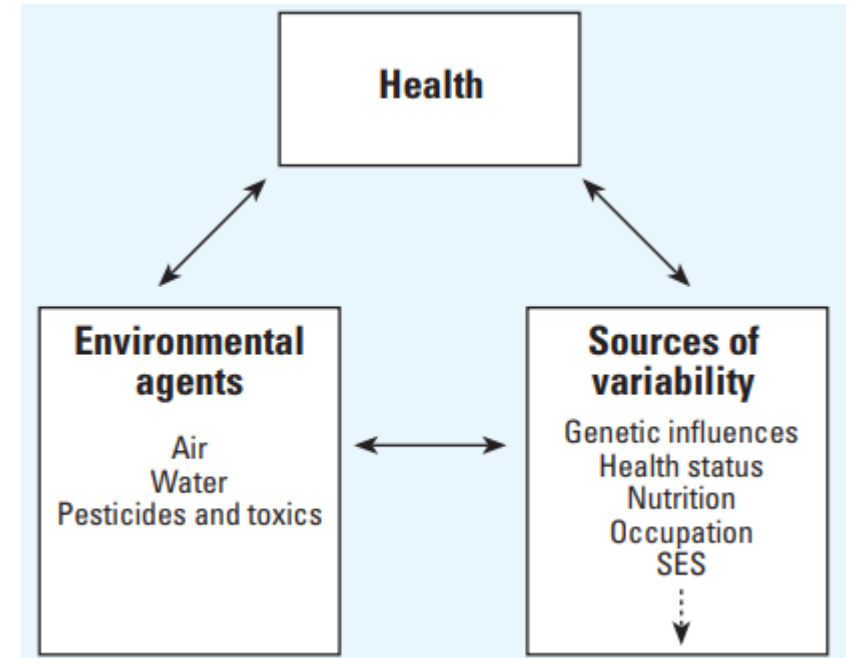 Health
Environmental
agents
Air
Water
Pesticides and toxics
Sources of
variability
Genetic influences
Health status
Nutrition
Occupation
SES